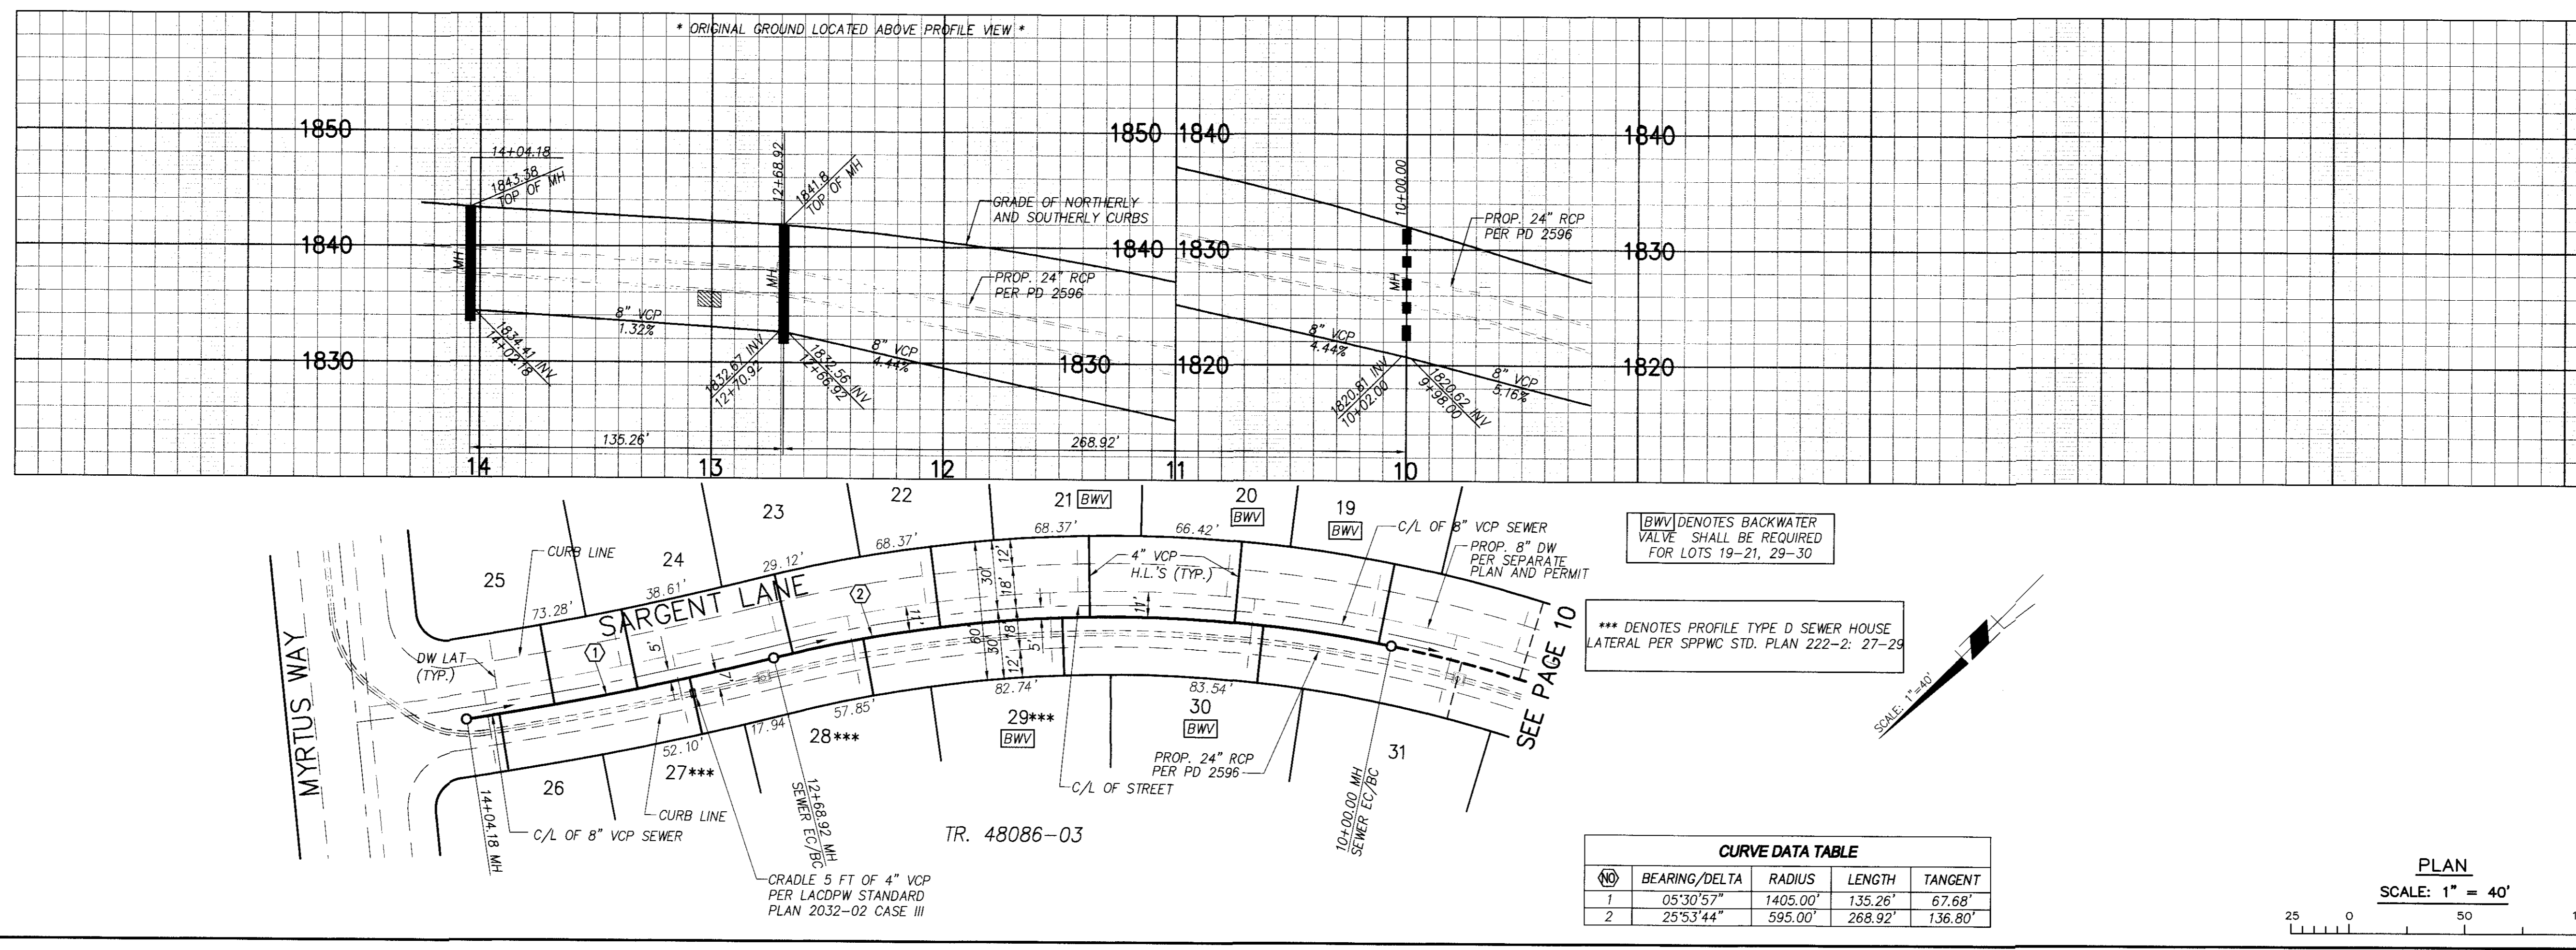 * ORIGINAL GROUND LOCATED ABOVE PROFILE VIEW *
1850
1850
1840
1840
14+04.18
1843.38
TOP OF MH
12+68.92
1841.8
TOP OF MH
10+00.00
GRADE OF NORTHERLY
AND SOUTHERLY CURBS
PROP. 24" RCP
PER PD 2596
1840
1840
1830
1830
MH
MH
MH
PROP. 24" RCP
PER PD 2596
8" VCP
1.32%
8" VCP
4.44%
8" VCP
4.44%
8" VCP
5.16%
1830
1830
1820
1820
1834.41 INV
14+02.18
1832.67 INV
12+70.92
1832.56 INV
12+66.92
1820.81 INV
10+02.00
1820.62 INV
9+98.00
135.26'
268.92'
14
13
12
11
10
25
24
23
22
21 BWV
20
BWV
19
BWV
CURB LINE
73.28'
38.61'
29.12'
68.37'
68.37'
66.42'
C/L OF 8" VCP SEWER
PROP. 8" DW
PER SEPARATE
PLAN AND PERMIT
4" VCP
H.L.'S (TYP.)
SARGENT LANE
MYRTUS WAY
DW LAT
(TYP.)
1
2
5'
7'
11'
60'
30'
30'
12'
18'
18'
12'
5'
11'
SEE PAGE 10
52.10'
17.94
57.85'
82.74'
83.54'
26
27***
28***
29***
BWV
30
BWV
31
14+04.18 MH
C/L OF 8" VCP SEWER
CURB LINE
12+68.92 MH
SEWER EC/BC
C/L OF STREET
PROP. 24" RCP
PER PD 2596
10+00.00 MH
SEWER EC/BC
TR. 48086-03
CRADLE 5 FT OF 4" VCP
PER LACDPW STANDARD
PLAN 2032-02 CASE III
BWV DENOTES BACKWATER
VALVE SHALL BE REQUIRED
FOR LOTS 19-21, 29-30
*** DENOTES PROFILE TYPE D SEWER HOUSE
LATERAL PER SPPWC STD. PLAN 222-2: 27-29
SCALE: 1"=40'
CURVE DATA TABLE
NO BEARING/DELTA RADIUS LENGTH TANGENT
1 05°30'57" 1405.00' 135.26' 67.68'
2 25°53'44" 595.00' 268.92' 136.80'
PLAN
SCALE: 1" = 40'
25 0 50